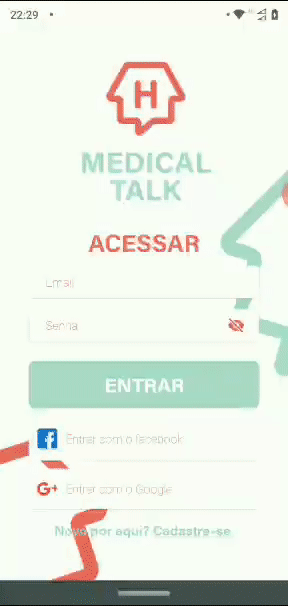 22:29
H
MEDICAL
TALK
ACESSAR
Email
Senha
ENTRAR
Entrar com o facebook
G+ Entrar com o Google
Novo por aqui? Cadastre-se